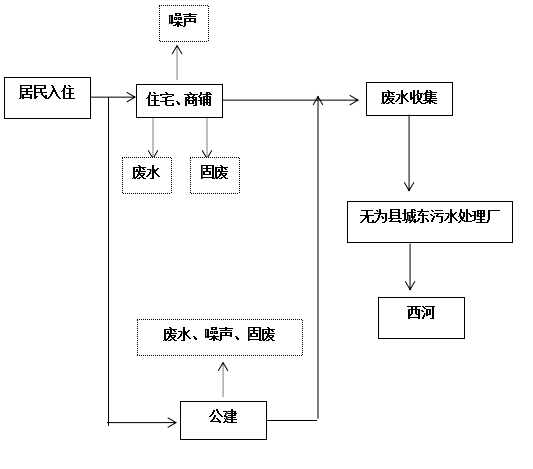 噪声
居民入住
住宅、商铺
废水收集
废水
固废
无为县城东污水处理厂
西河
废水、噪声、固废
公建